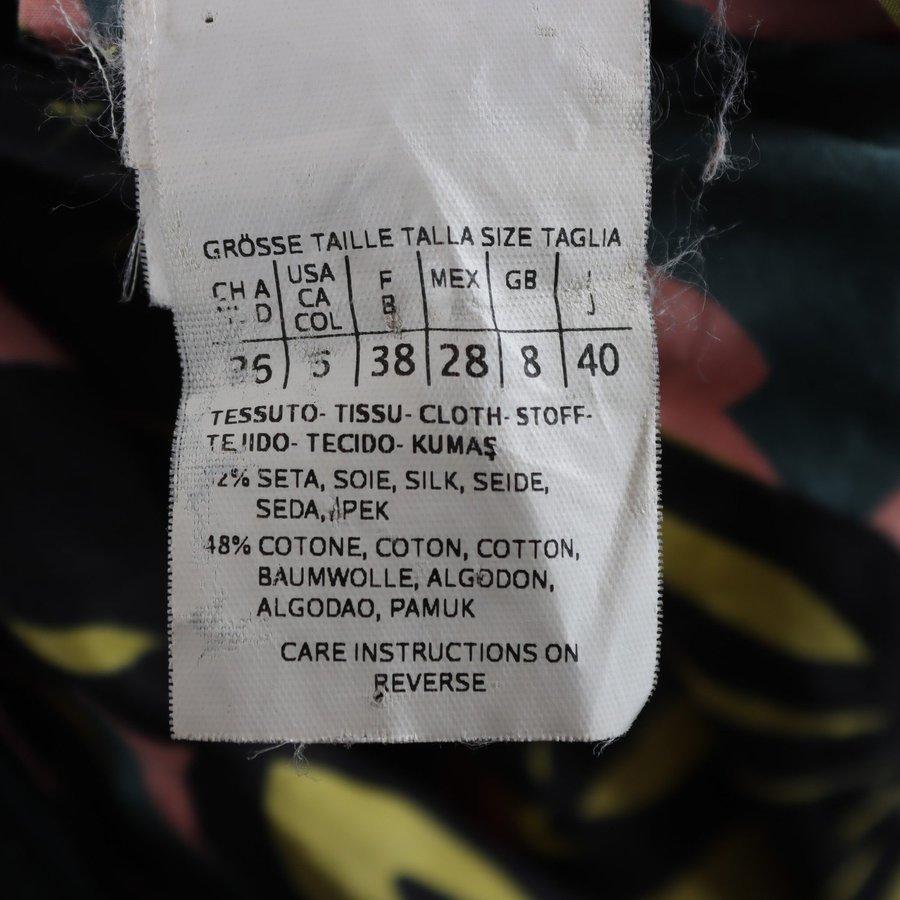 GRÖSSE TAILLE TALLA SIZE TAGLIA
CH A USA F MEX GB I
D CA B J
COL
36 38 28 8 40
TESSUTO- TISSU- CLOTH- STOFF-
TEJIDO- TECIDO- KUMAŞ
SETA, SOIE, SILK, SEIDE,
SEDA, İPEK
48% COTONE, COTON, COTTON,
BAUMWOLLE, ALGODON,
ALGODAO, PAMUK
CARE INSTRUCTIONS ON
REVERSE